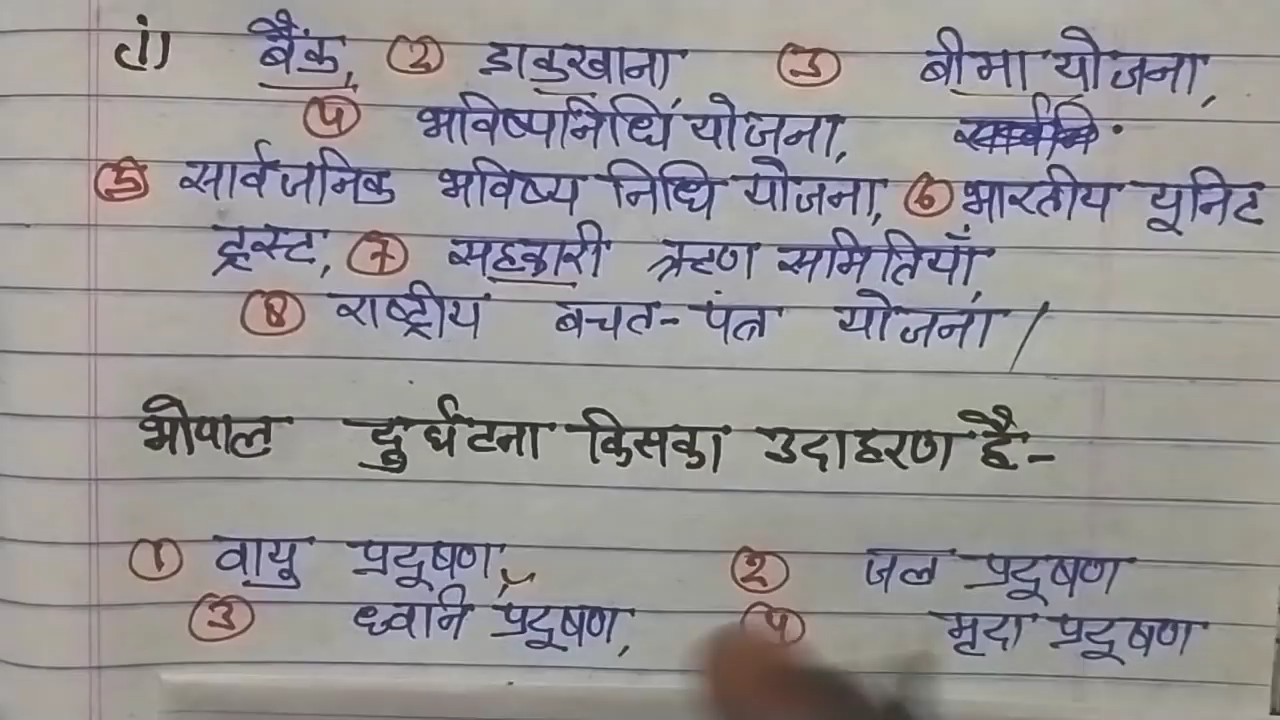 (1) बैंक, (2) डाकुखाना, (3) बीमा योजना,
(4) भविष्यनिधि योजना,
(5) सार्वजनिक भविष्य निधि योजना, (6) भारतीय यूनिट
ट्रस्ट, (7) सहकारी ऋण समितियाँ,
(8) राष्ट्रीय बचत-पत्र योजना /
भोपाल दुर्घटना किसका उदाहरण है-
(1) वायु प्रदूषण, (2) जल प्रदूषण
(3) ध्वनि प्रदूषण, (4) मृदा प्रदूषण